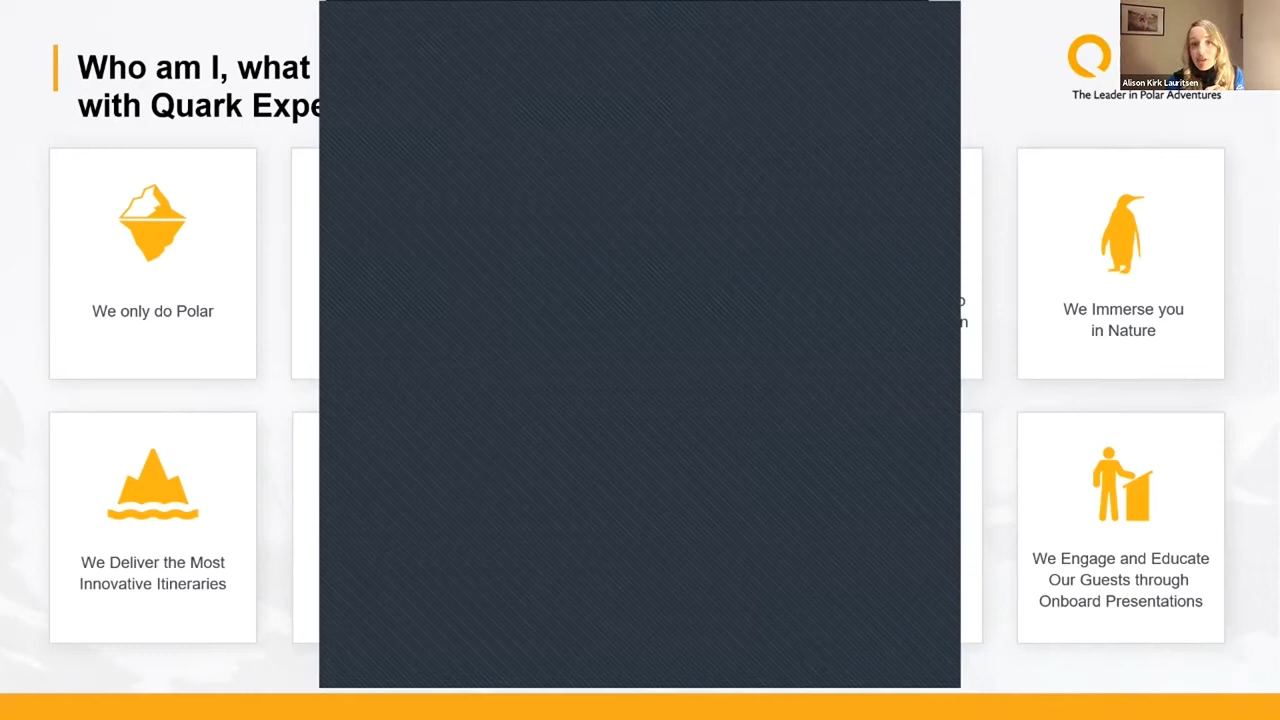 Who am I, what
with Quark Expe
Alison Kirk Lauritsen
The Leader in Polar Adventures
We only do Polar
We Immerse you
in Nature
We Deliver the Most
Innovative Itineraries
We Engage and Educate
Our Guests through
Onboard Presentations